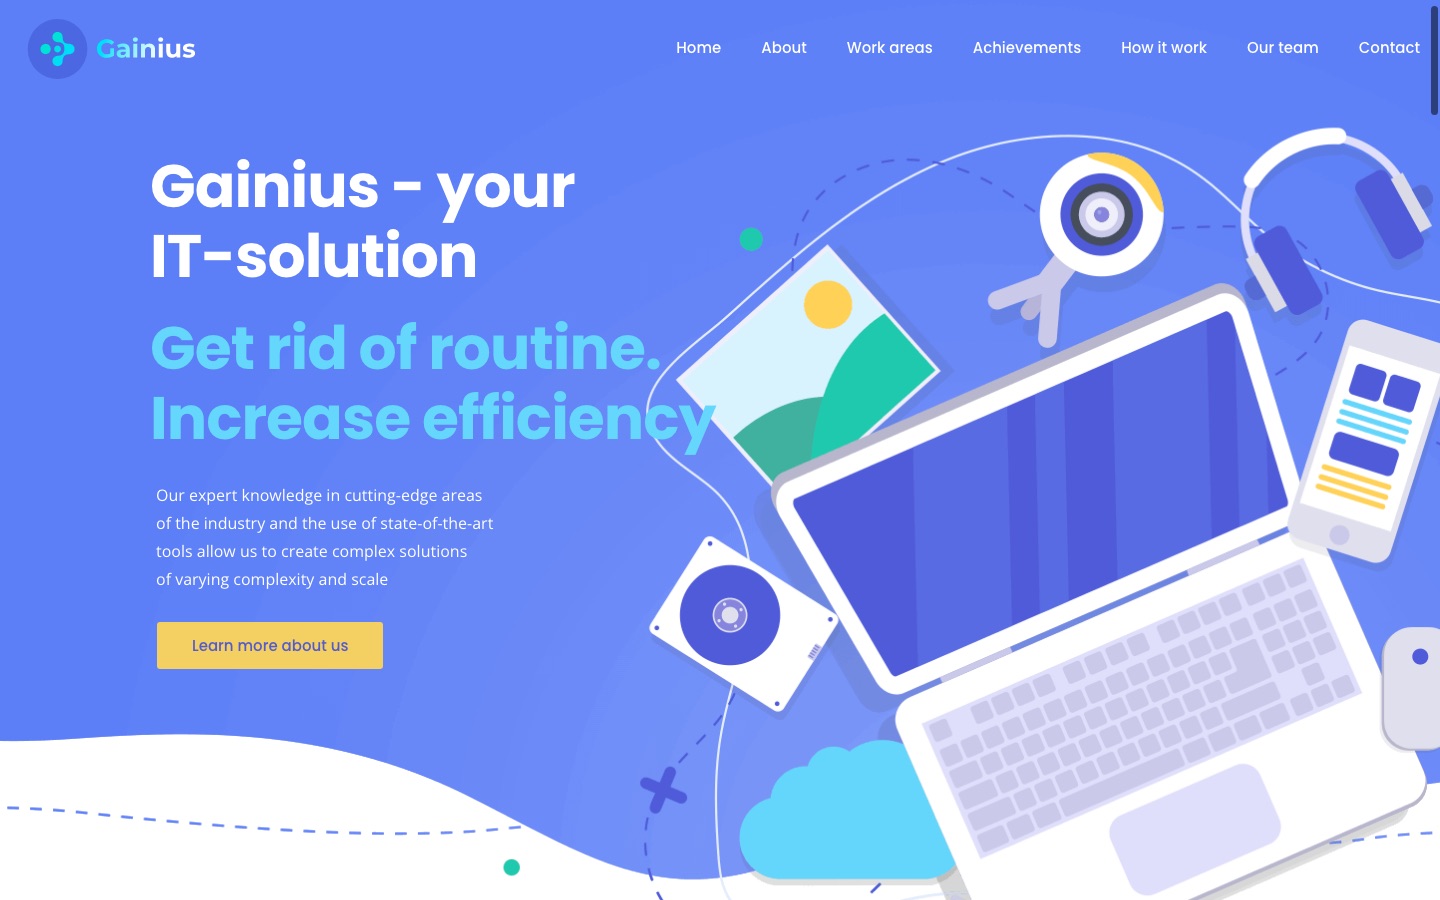 Gainius
Home About Work areas Achievements How it work Our team Contact
Gainius - your
IT-solution
Get rid of routine.
Increase efficiency
Our expert knowledge in cutting-edge areas
of the industry and the use of state-of-the-art
tools allow us to create complex solutions
of varying complexity and scale
Learn more about us